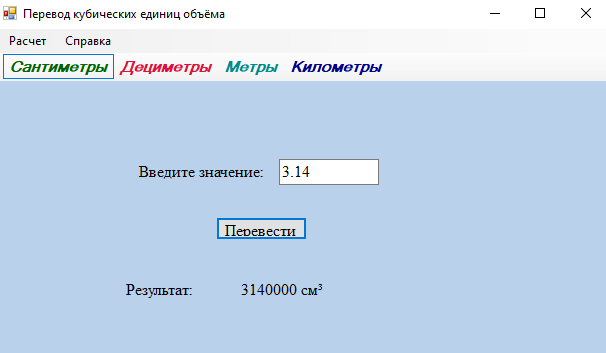 Перевод кубических единиц объёма
Расчет Справка
Сантиметры Дециметры Метры Километры
Введите значение: 3.14
Перевести
Результат: 3140000 см³